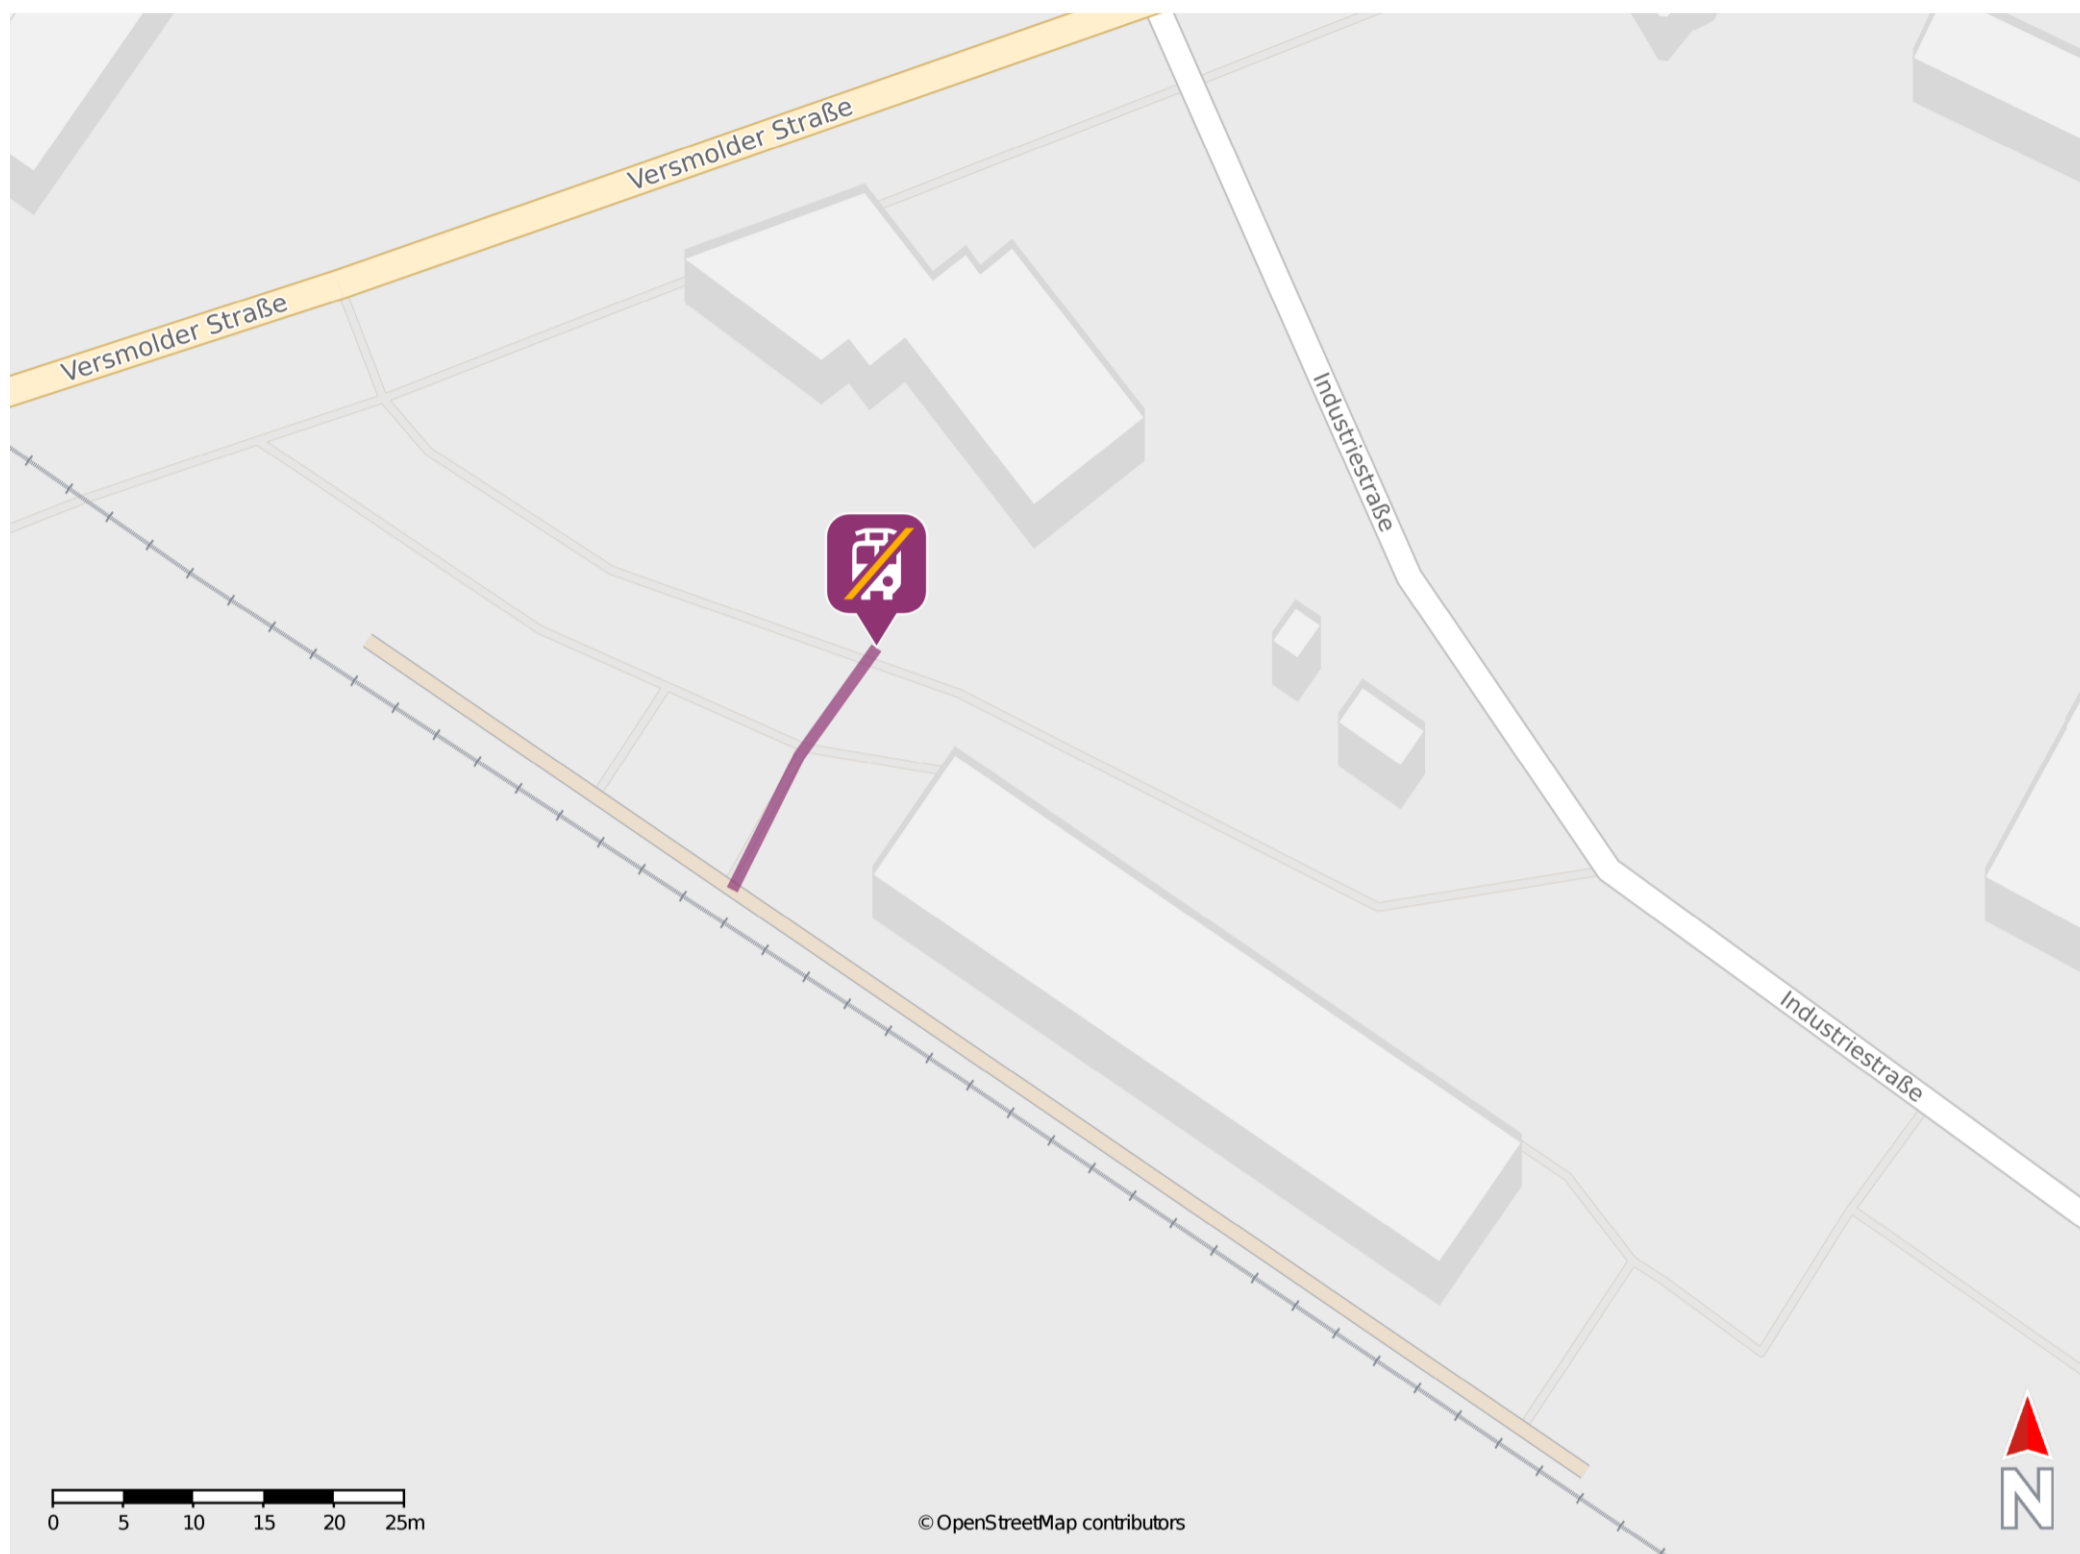 Versmolder Straße
Versmolder Straße
Industriestraße
Industriestraße
0 5 10 15 20 25m
© OpenStreetMap contributors
N